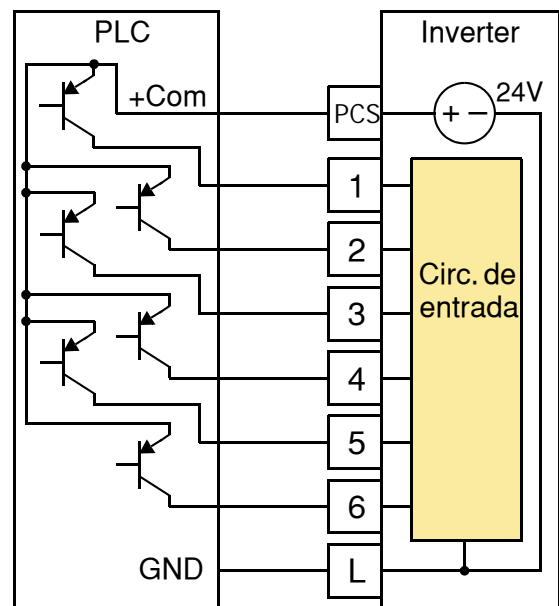 PLC
Inverter
+Com
PCS
24V
+ −
1
2
Circ. de
entrada
3
4
5
6
GND
L